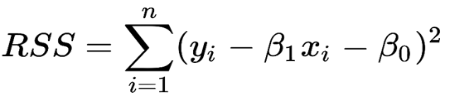 RSS = \sum_{i=1}^{n} (y_i - \beta_1 x_i - \beta_0)^2